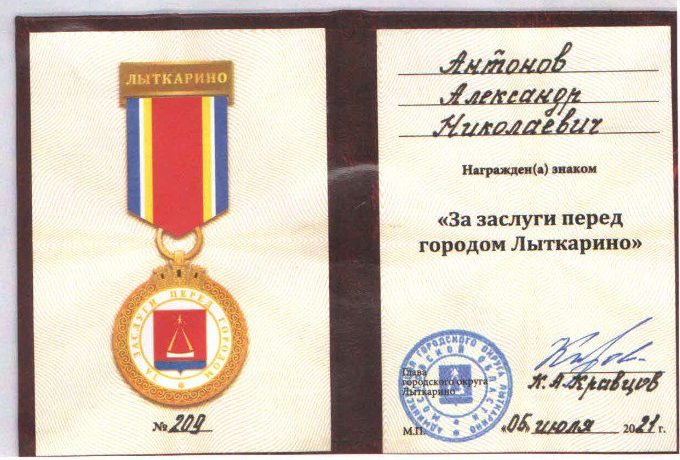 ЛЫТКАРИНО
ЗА ЗАСЛУГИ ПЕРЕД ГОРОДОМ
№ 209
Антонов
Александр
Николаевич
Награжден(а) знаком
«За заслуги перед
городом Лыткарино»
Глава
городского округа
Лыткарино
К.А.Кравцов
М.П.
«05» июля 2021 г.